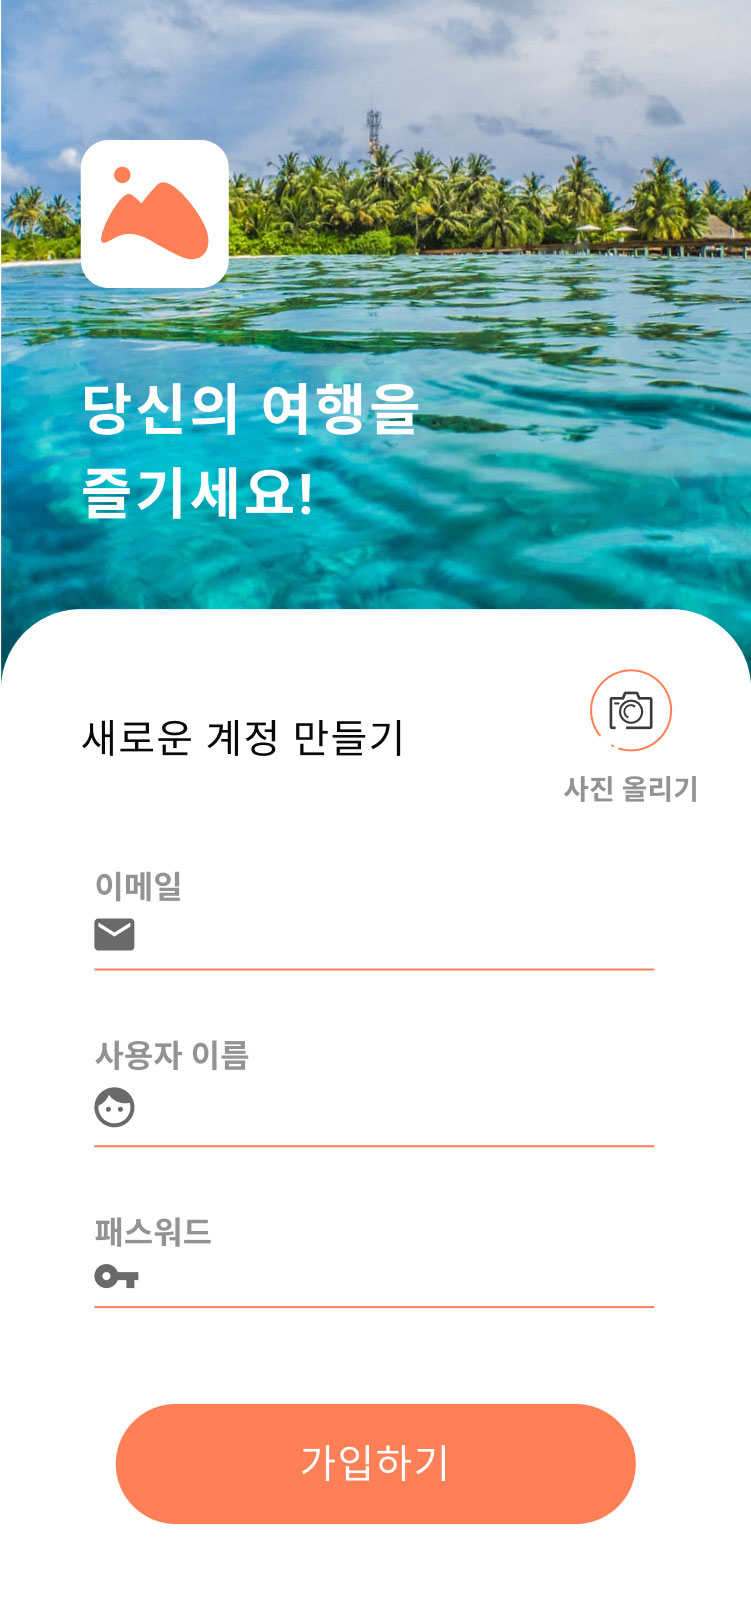 당신의 여행을
즐기세요!
새로운 계정 만들기
사진 올리기
이메일
사용자 이름
패스워드
가입하기